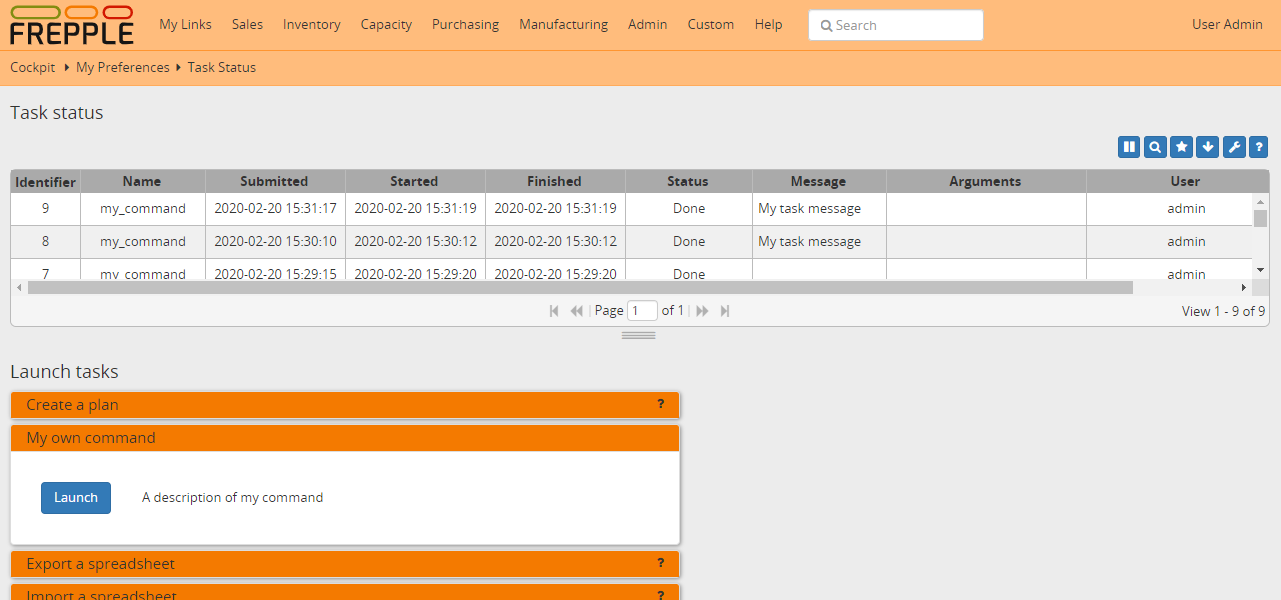 FREPPLE
My Links Sales Inventory Capacity Purchasing Manufacturing Admin Custom Help Search User Admin
Cockpit My Preferences Task Status
Task status
?
Identifier Name Submitted Started Finished Status Message Arguments User
9 my_command 2020-02-20 15:31:17 2020-02-20 15:31:19 2020-02-20 15:31:19 Done My task message admin
8 my_command 2020-02-20 15:30:10 2020-02-20 15:30:12 2020-02-20 15:30:12 Done My task message admin
7 my_command 2020-02-20 15:29:15 2020-02-20 15:29:20 2020-02-20 15:29:20 Done admin
Page 1 of 1 View 1 - 9 of 9
Launch tasks
Create a plan ?
My own command
Launch A description of my command
Export a spreadsheet ?
Import a spreadsheet ?